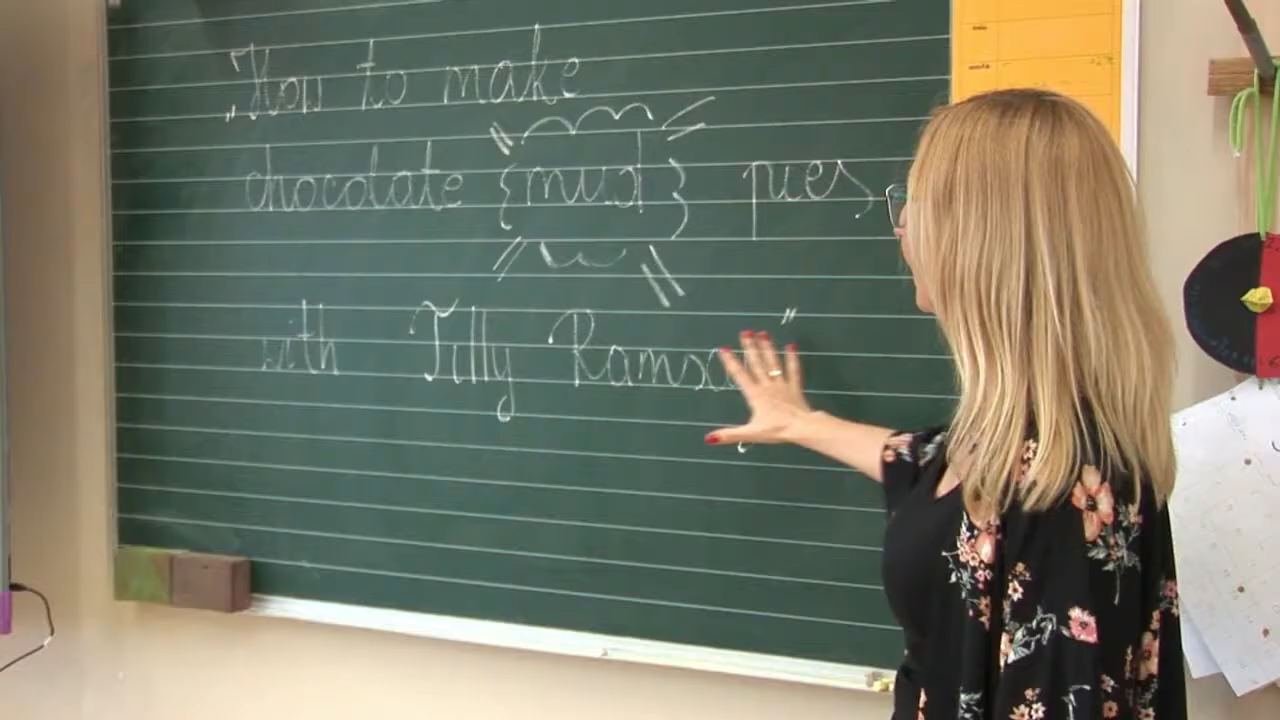 „How to make
chocolate {mud} pies
with Tilly Ramsay"